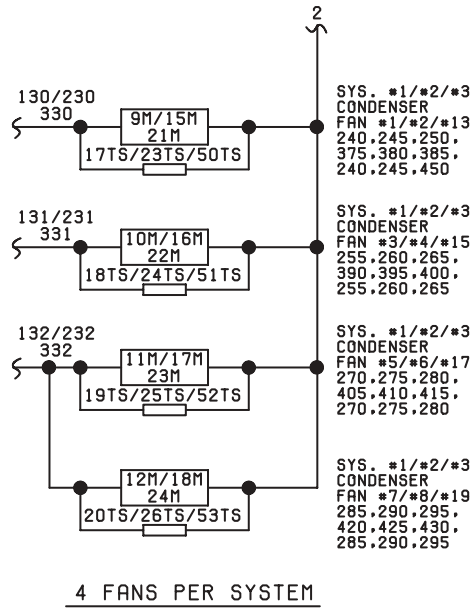 2
130/230
330
9M/15M
21M
17TS/23TS/50TS
SYS. #1/#2/#3
CONDENSER
FAN #1/#2/#13
240,245,250,
375,380,385,
240,245,450
131/231
331
10M/16M
22M
18TS/24TS/51TS
SYS. #1/#2/#3
CONDENSER
FAN #3/#4/#15
255,260,265,
390,395,400,
255,260,265
132/232
332
11M/17M
23M
19TS/25TS/52TS
SYS. #1/#2/#3
CONDENSER
FAN #5/#6/#17
270,275,280,
405,410,415,
270,275,280
12M/18M
24M
20TS/26TS/53TS
SYS. #1/#2/#3
CONDENSER
FAN #7/#8/#19
285,290,295,
420,425,430,
285,290,295
4 FANS PER SYSTEM